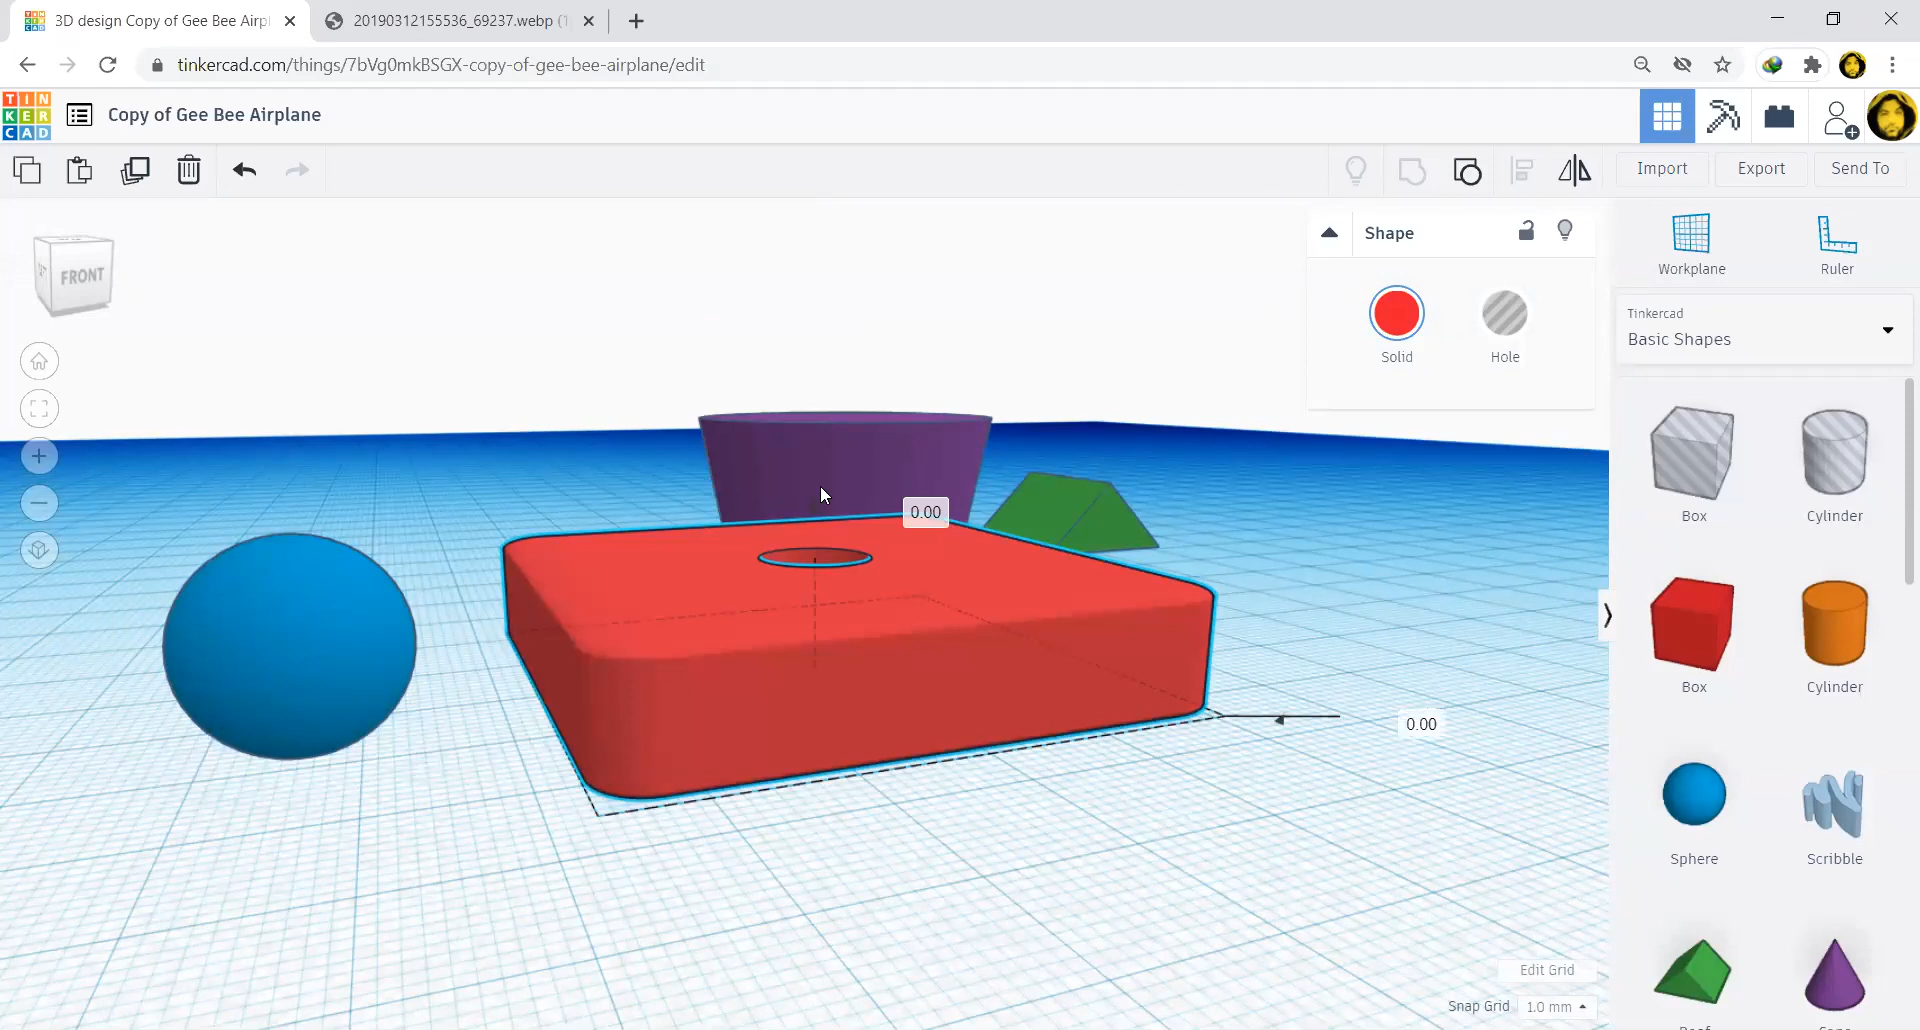 3D design Copy of Gee Bee Airpl
20190312155536_69237.webp (1
tinkercad.com/things/7bVg0mkBSGX-copy-of-gee-bee-airplane/edit
TIN
KER
CAD
Copy of Gee Bee Airplane
Import
Export
Send To
FRONT
Shape
Solid
Hole
Workplane
Ruler
Tinkercad
Basic Shapes
Box
Cylinder
Box
Cylinder
Sphere
Scribble
0.00
0.00
Edit Grid
Snap Grid
1.0 mm